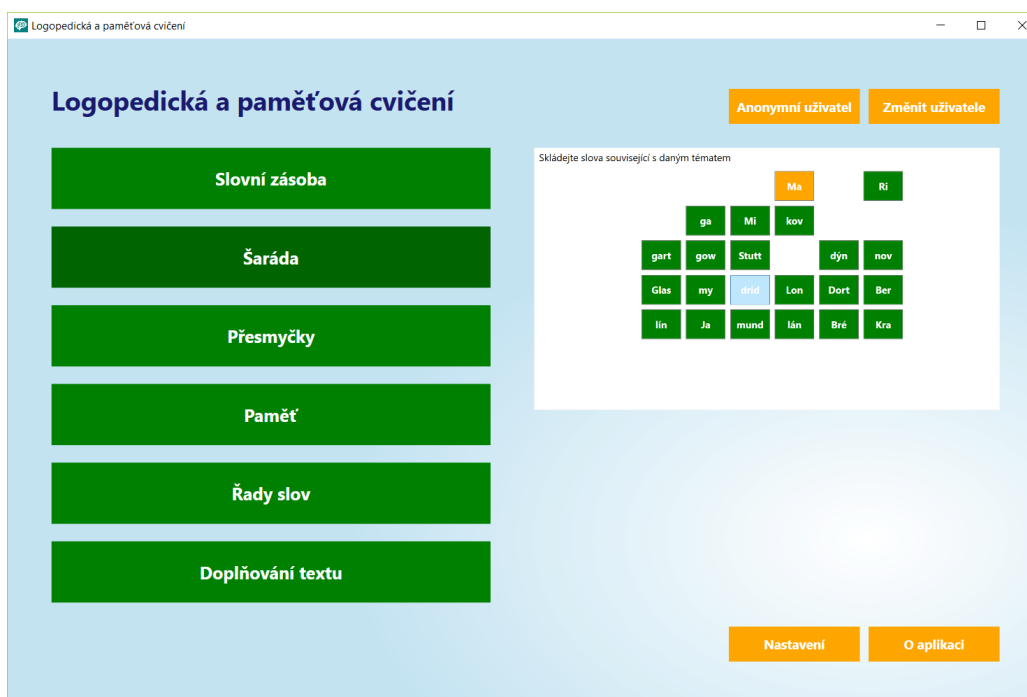 Logopedická a paměťová cvičení
Logopedická a paměťová cvičení
Anonymní uživatel
Změnit uživatele
Slovní zásoba
Šaráda
Přesmyčky
Paměť
Řady slov
Doplňování textu
Skládejte slova související s daným tématem
Ma Ri
ga Mi kov
gart gow Stutt dýn nov
Glas my drid Lon Dort Ber
lín Ja mund lán Bré Kra
Nastavení
O aplikaci